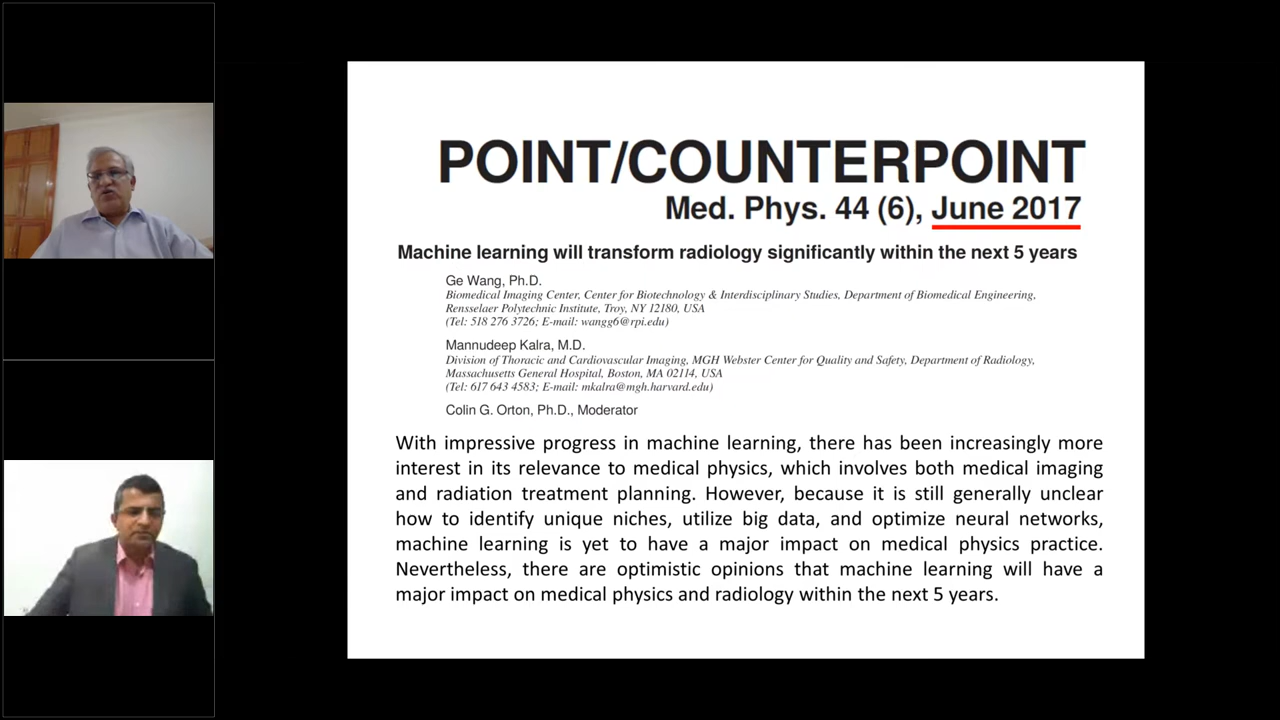 POINT/COUNTERPOINT
Med. Phys. 44 (6), June 2017
Machine learning will transform radiology significantly within the next 5 years
Ge Wang, Ph.D.
Biomedical Imaging Center, Center for Biotechnology & Interdisciplinary Studies, Department of Biomedical Engineering,
Rensselaer Polytechnic Institute, Troy, NY 12180, USA
(Tel: 518 276 3726; E-mail: wangg6@rpi.edu)
Mannudeep Kalra, M.D.
Division of Thoracic and Cardiovascular Imaging, MGH Webster Center for Quality and Safety, Department of Radiology,
Massachusetts General Hospital, Boston, MA 02114, USA
(Tel: 617 643 4583; E-mail: mkalra@mgh.harvard.edu)
Colin G. Orton, Ph.D., Moderator
With impressive progress in machine learning, there has been increasingly more
interest in its relevance to medical physics, which involves both medical imaging
and radiation treatment planning. However, because it is still generally unclear
how to identify unique niches, utilize big data, and optimize neural networks,
machine learning is yet to have a major impact on medical physics practice.
Nevertheless, there are optimistic opinions that machine learning will have a
major impact on medical physics and radiology within the next 5 years.